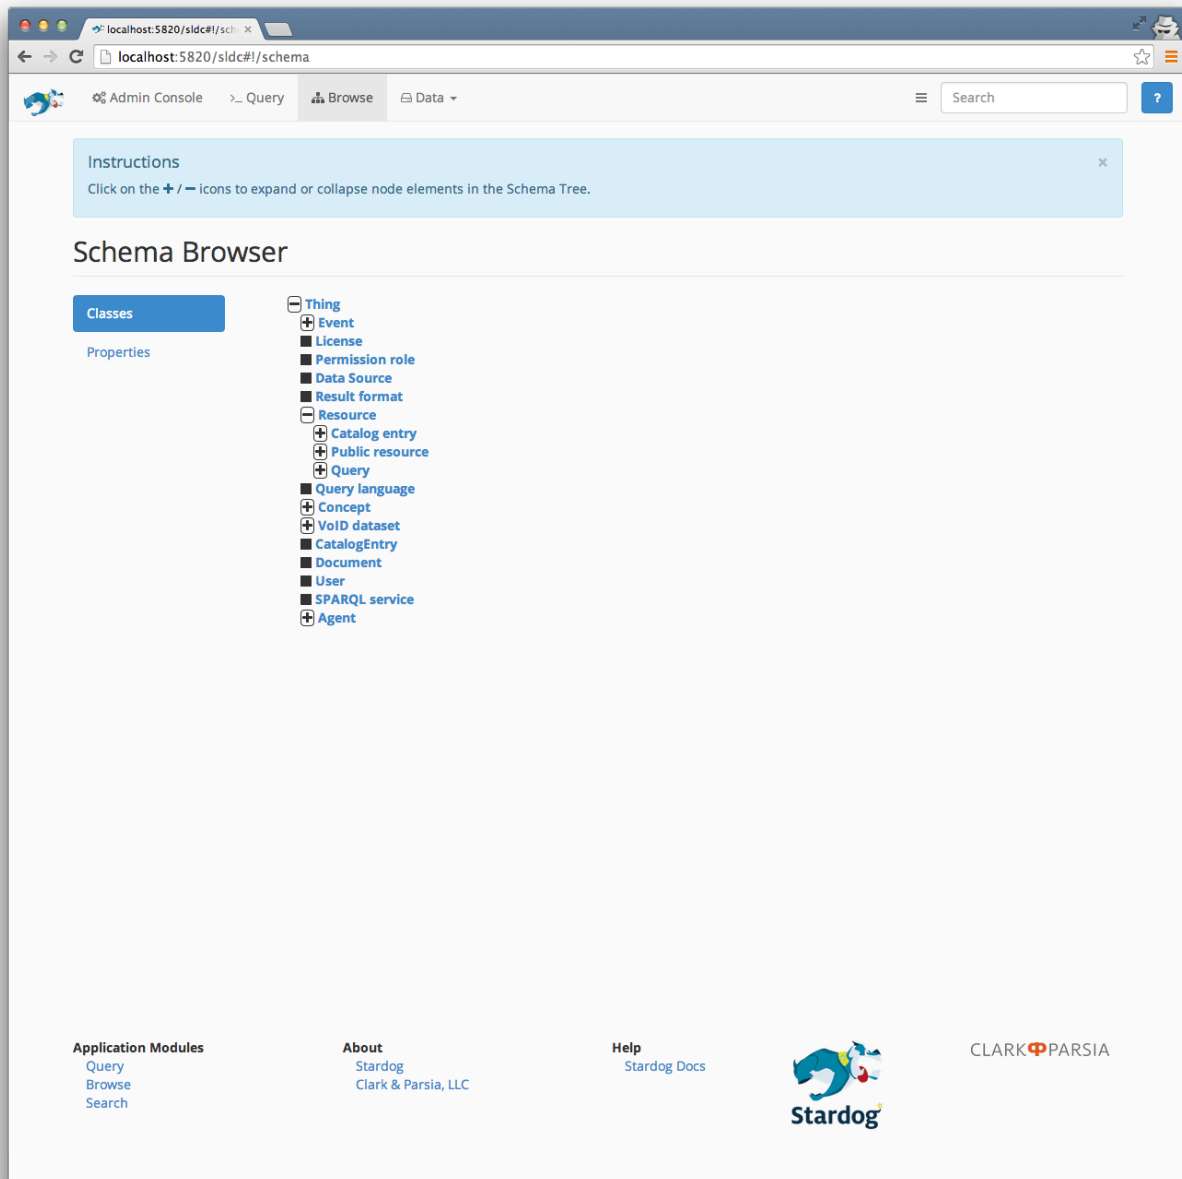 localhost:5820/sldc#!/sch
localhost:5820/sldc#!/schema
Admin Console >_ Query Browse Data Search ?
Instructions ×
Click on the + / − icons to expand or collapse node elements in the Schema Tree.
Schema Browser
Classes
Properties
Thing
Event
License
Permission role
Data Source
Result format
Resource
Catalog entry
Public resource
Query
Query language
Concept
VoID dataset
CatalogEntry
Document
User
SPARQL service
Agent
Application Modules
Query
Browse
Search
About
Stardog
Clark & Parsia, LLC
Help
Stardog Docs
Stardog
CLARK PARSIA